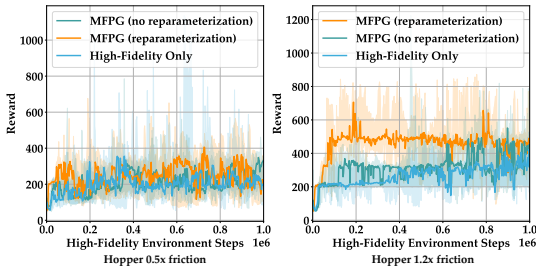 MFPG (no reparameterization)
MFPG (reparameterization)
High-Fidelity Only
1000
800
600
400
200
0
Reward
0.0 0.2 0.4 0.6 0.8 1.0
1e6
High-Fidelity Environment Steps
Hopper 0.5x friction
MFPG (reparameterization)
MFPG (no reparameterization)
High-Fidelity Only
1200
1000
800
600
400
200
0
Reward
0.0 0.2 0.4 0.6 0.8 1.0
1e6
High-Fidelity Environment Steps
Hopper 1.2x friction